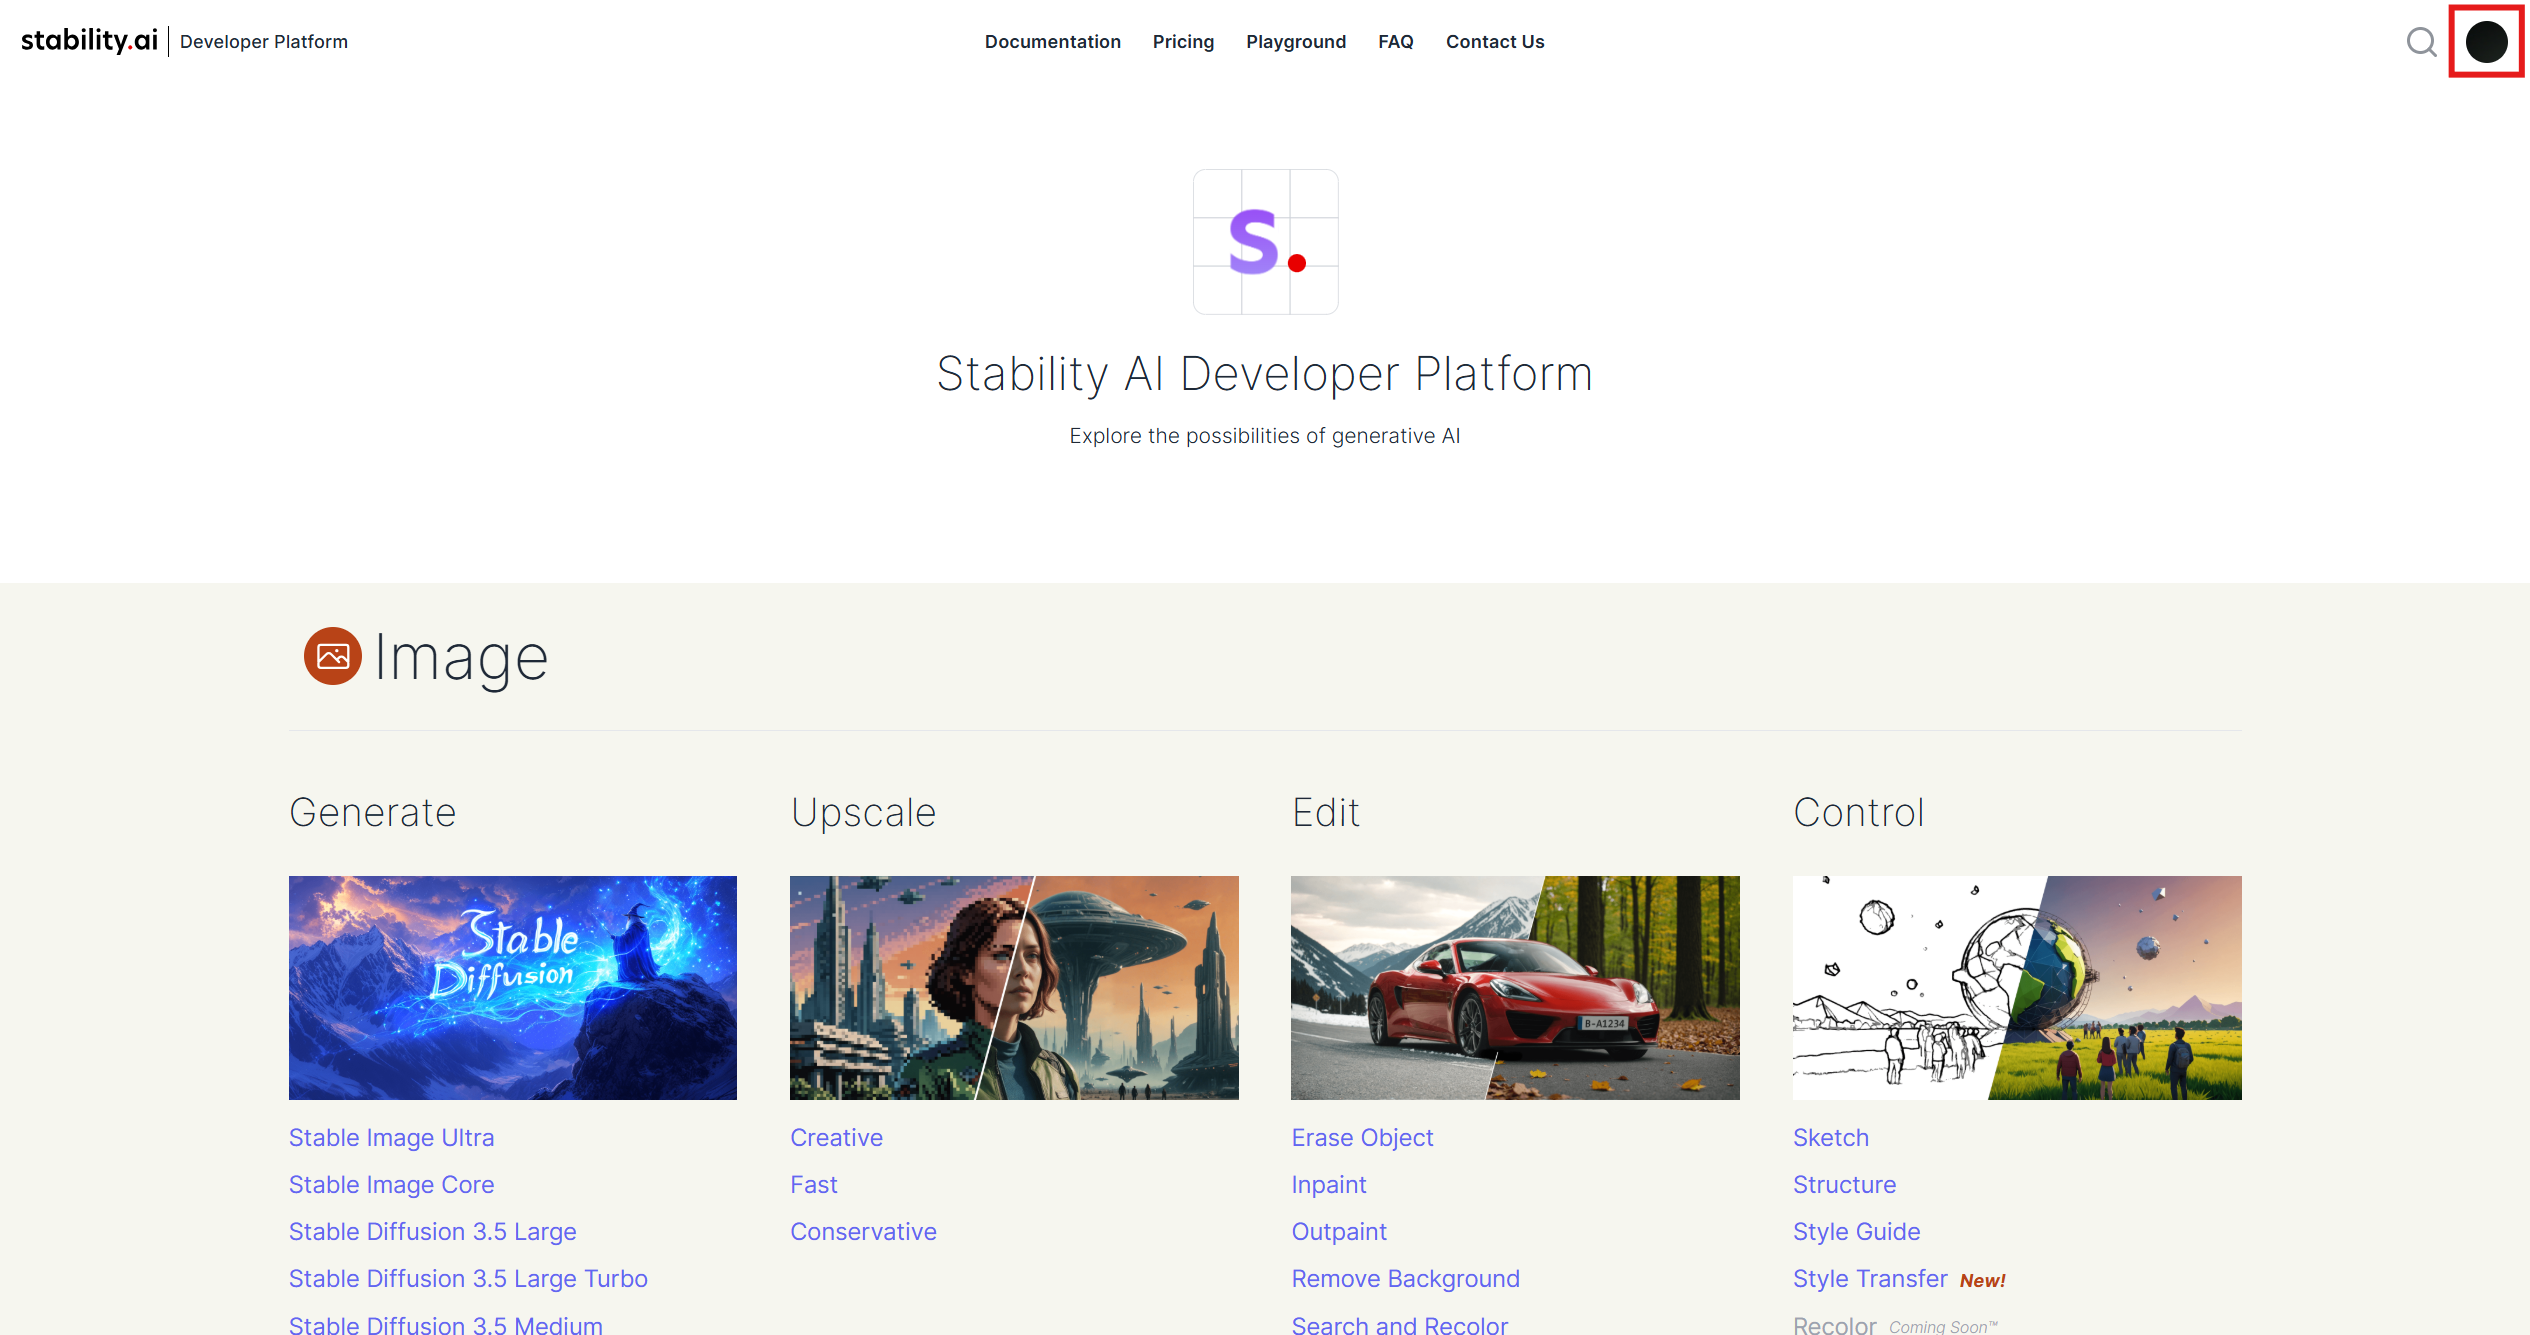 stability.ai Developer Platform
Documentation Pricing Playground FAQ Contact Us
S.
Stability AI Developer Platform
Explore the possibilities of generative AI
Image
Generate
Upscale
Edit
Control
Stable
Diffusion
B-A1234
Stable Image Ultra
Stable Image Core
Stable Diffusion 3.5 Large
Stable Diffusion 3.5 Large Turbo
Stable Diffusion 3.5 Medium
Creative
Fast
Conservative
Erase Object
Inpaint
Outpaint
Remove Background
Search and Recolor
Sketch
Structure
Style Guide
Style Transfer New!
Recolor Coming Soon™